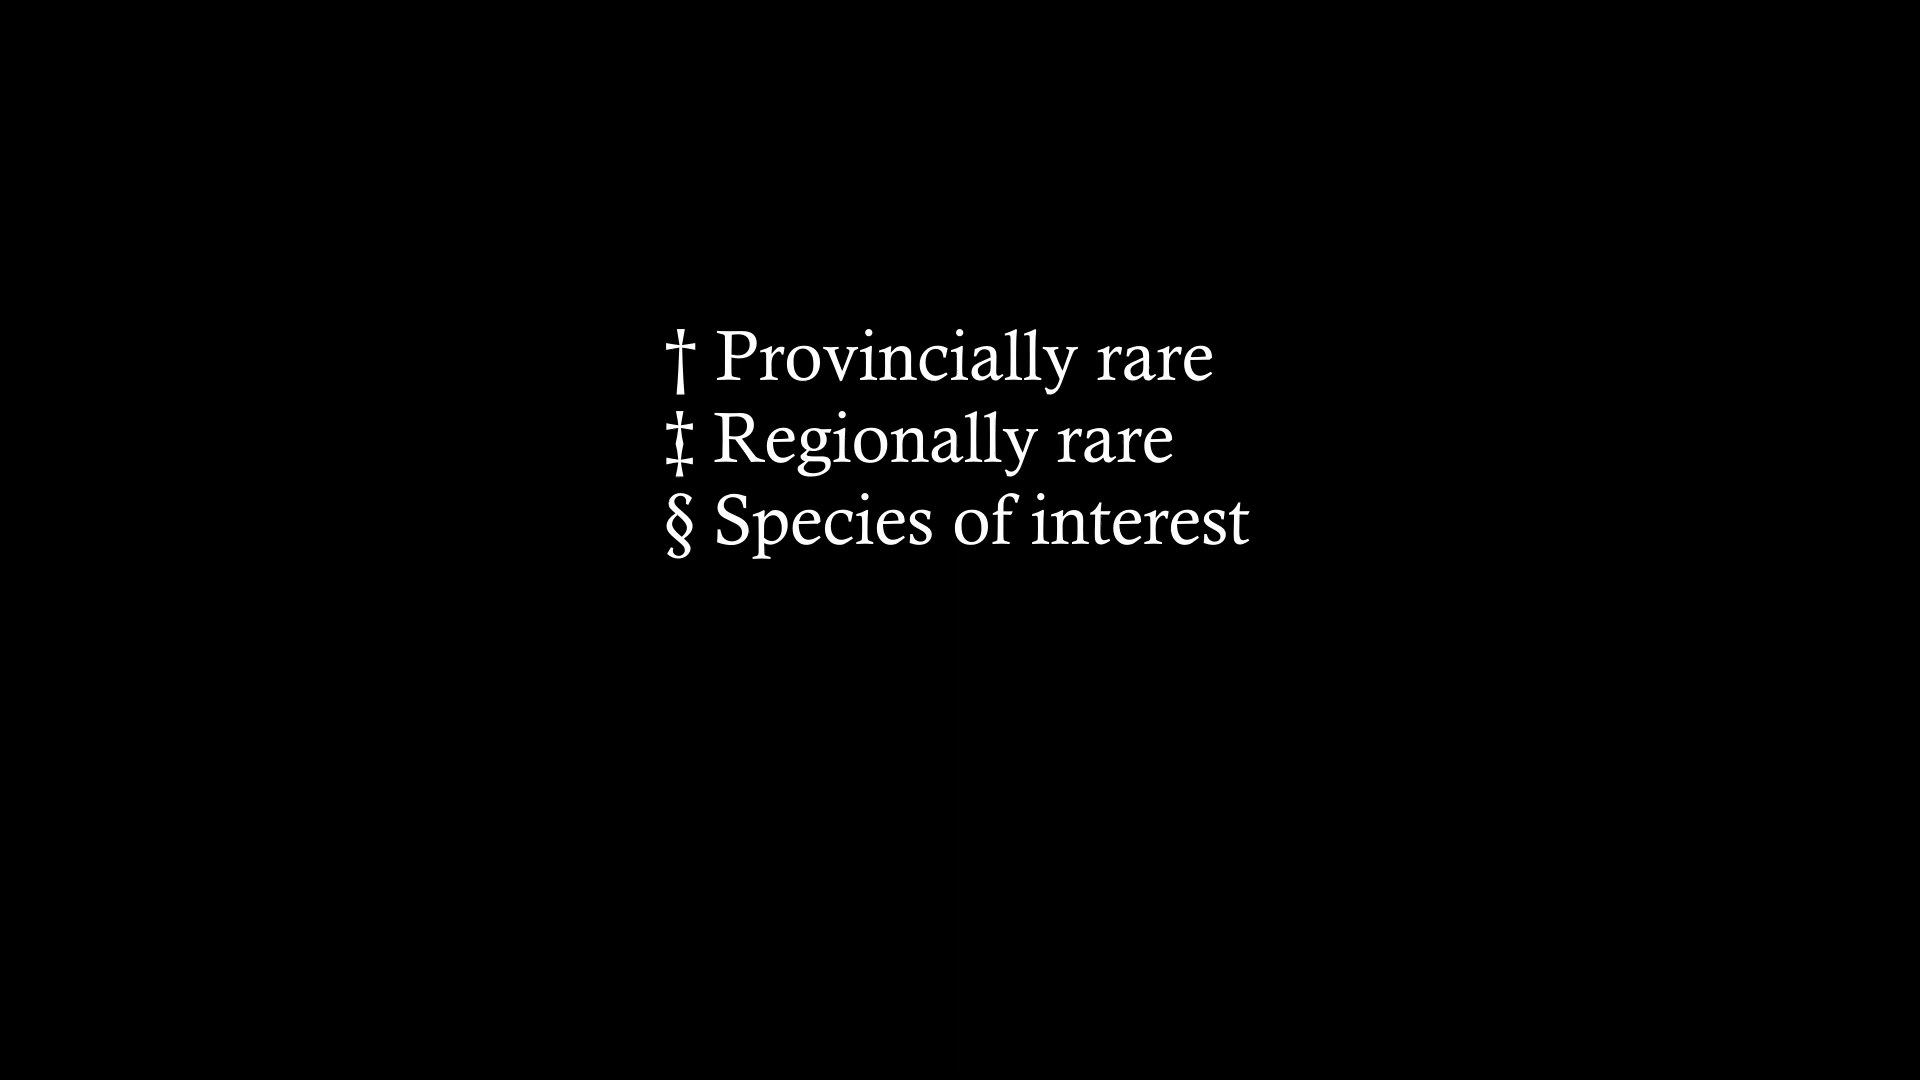 † Provincially rare
‡ Regionally rare
§ Species of interest